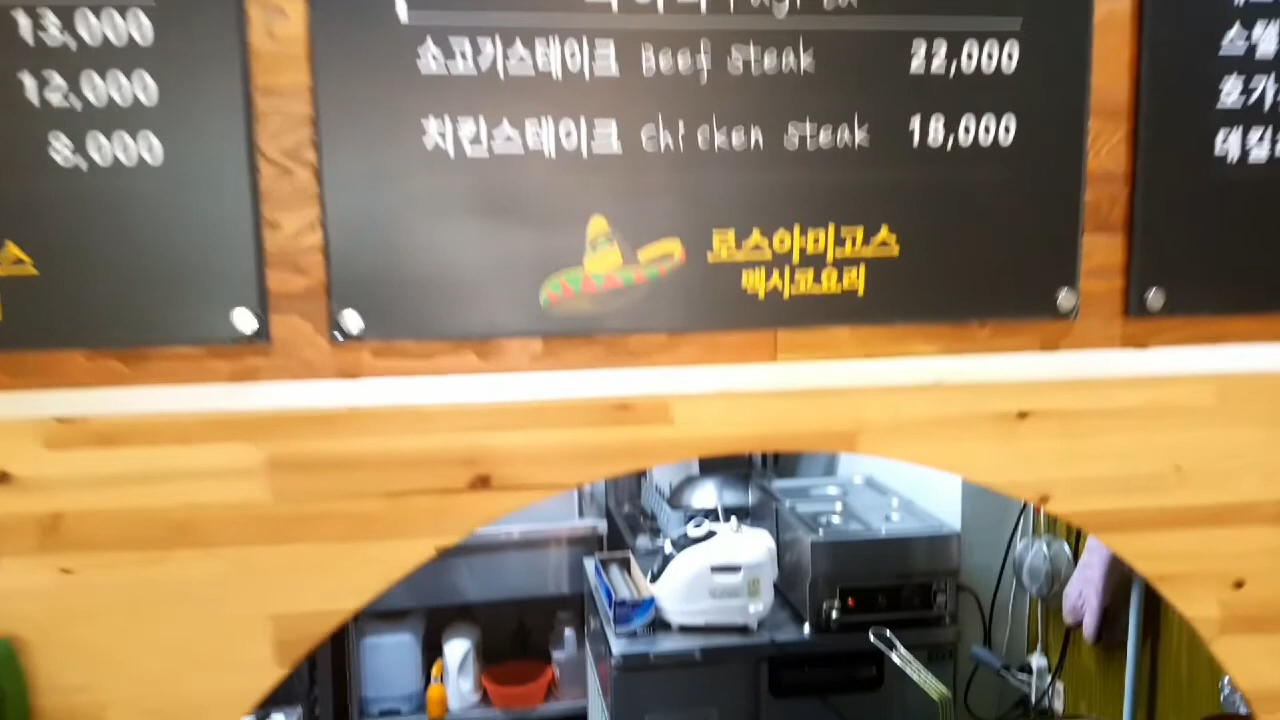 13,000
12,000
8,000
소고기스테이크 Beef steak 22,000
치킨스테이크 chicken steak 18,000
로스아미고스
멕시코요리